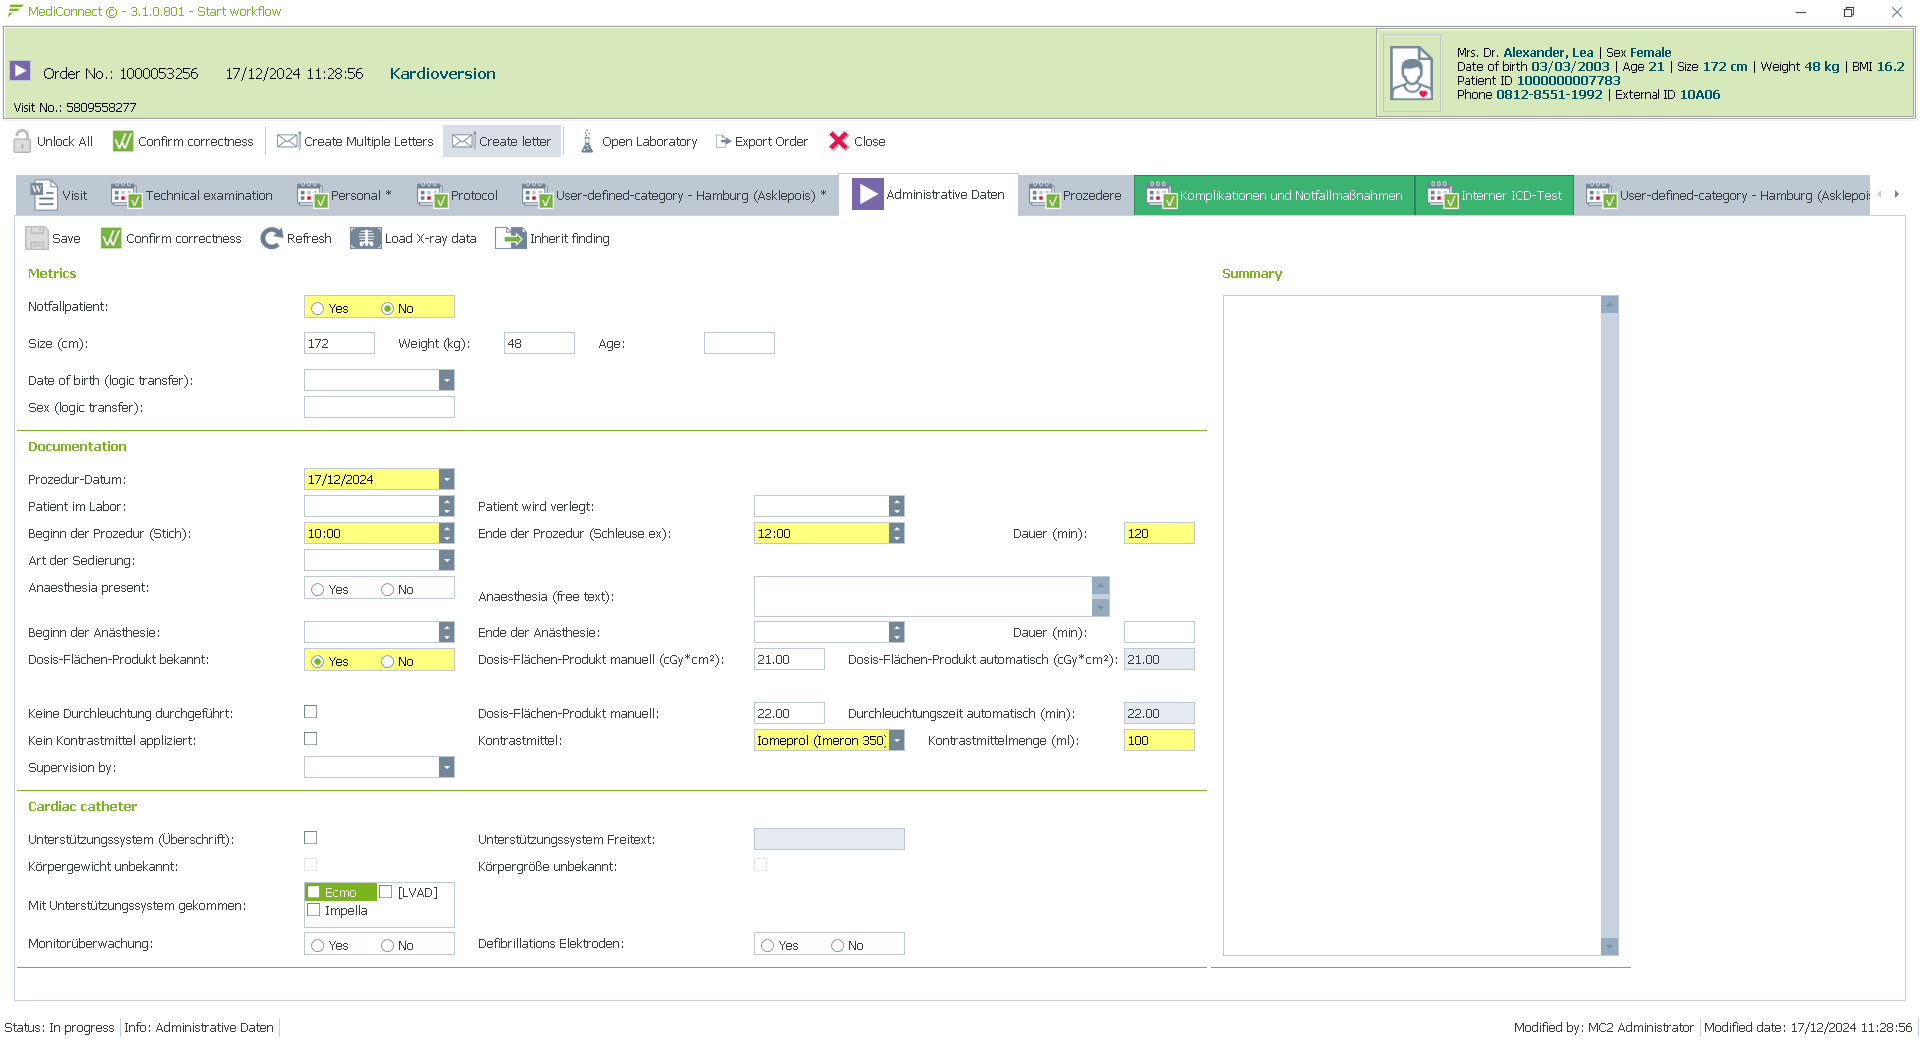 MediConnect © - 3.1.0.801 - Start workflow
Order No.: 1000053256 17/12/2024 11:28:56 Kardioversion
Visit No.: 5809558277
Mrs. Dr. Alexander, Lea | Sex Female
Date of birth 03/03/2003 | Age 21 | Size 172 cm | Weight 48 kg | BMI 16.2
Patient ID 1000000007783
Phone 0812-8551-1992 | External ID 10A06
Unlock All Confirm correctness Create Multiple Letters Create letter Open Laboratory Export Order Close
Visit Technical examination Personal * Protocol User-defined-category - Hamburg (Asklepois) * Administrative Daten Prozedere Komplikationen und Notfallmaßnahmen Interner ICD-Test User-defined-category - Hamburg (Asklepoi
Save Confirm correctness Refresh Load X-ray data Inherit finding
Metrics
Notfallpatient: Yes No
Size (cm): 172 Weight (kg): 48 Age:
Date of birth (logic transfer):
Sex (logic transfer):
Documentation
Prozedur-Datum: 17/12/2024
Patient im Labor: Patient wird verlegt:
Beginn der Prozedur (Stich): 10:00 Ende der Prozedur (Schleuse ex): 12:00 Dauer (min): 120
Art der Sedierung:
Anaesthesia present: Yes No Anaesthesia (free text):
Beginn der Anästhesie: Ende der Anästhesie: Dauer (min):
Dosis-Flächen-Produkt bekannt: Yes No Dosis-Flächen-Produkt manuell (cGy*cm²): 21.00 Dosis-Flächen-Produkt automatisch (cGy*cm²): 21.00
Keine Durchleuchtung durchgeführt: Dosis-Flächen-Produkt manuell: 22.00 Durchleuchtungszeit automatisch (min): 22.00
Kein Kontrastmittel appliziert: Kontrastmittel: Iomeprol (Imeron 350) Kontrastmittelmenge (ml): 100
Supervision by:
Cardiac catheter
Unterstützungssystem (Überschrift): Unterstützungssystem Freitext:
Körpergewicht unbekannt: Körpergröße unbekannt:
Mit Unterstützungssystem gekommen: Ecmo [LVAD]
Impella
Monitorüberwachung: Yes No Defibrillations Elektroden: Yes No
Summary
Status: In progress Info: Administrative Daten Modified by: MC2 Administrator Modified date: 17/12/2024 11:28:56